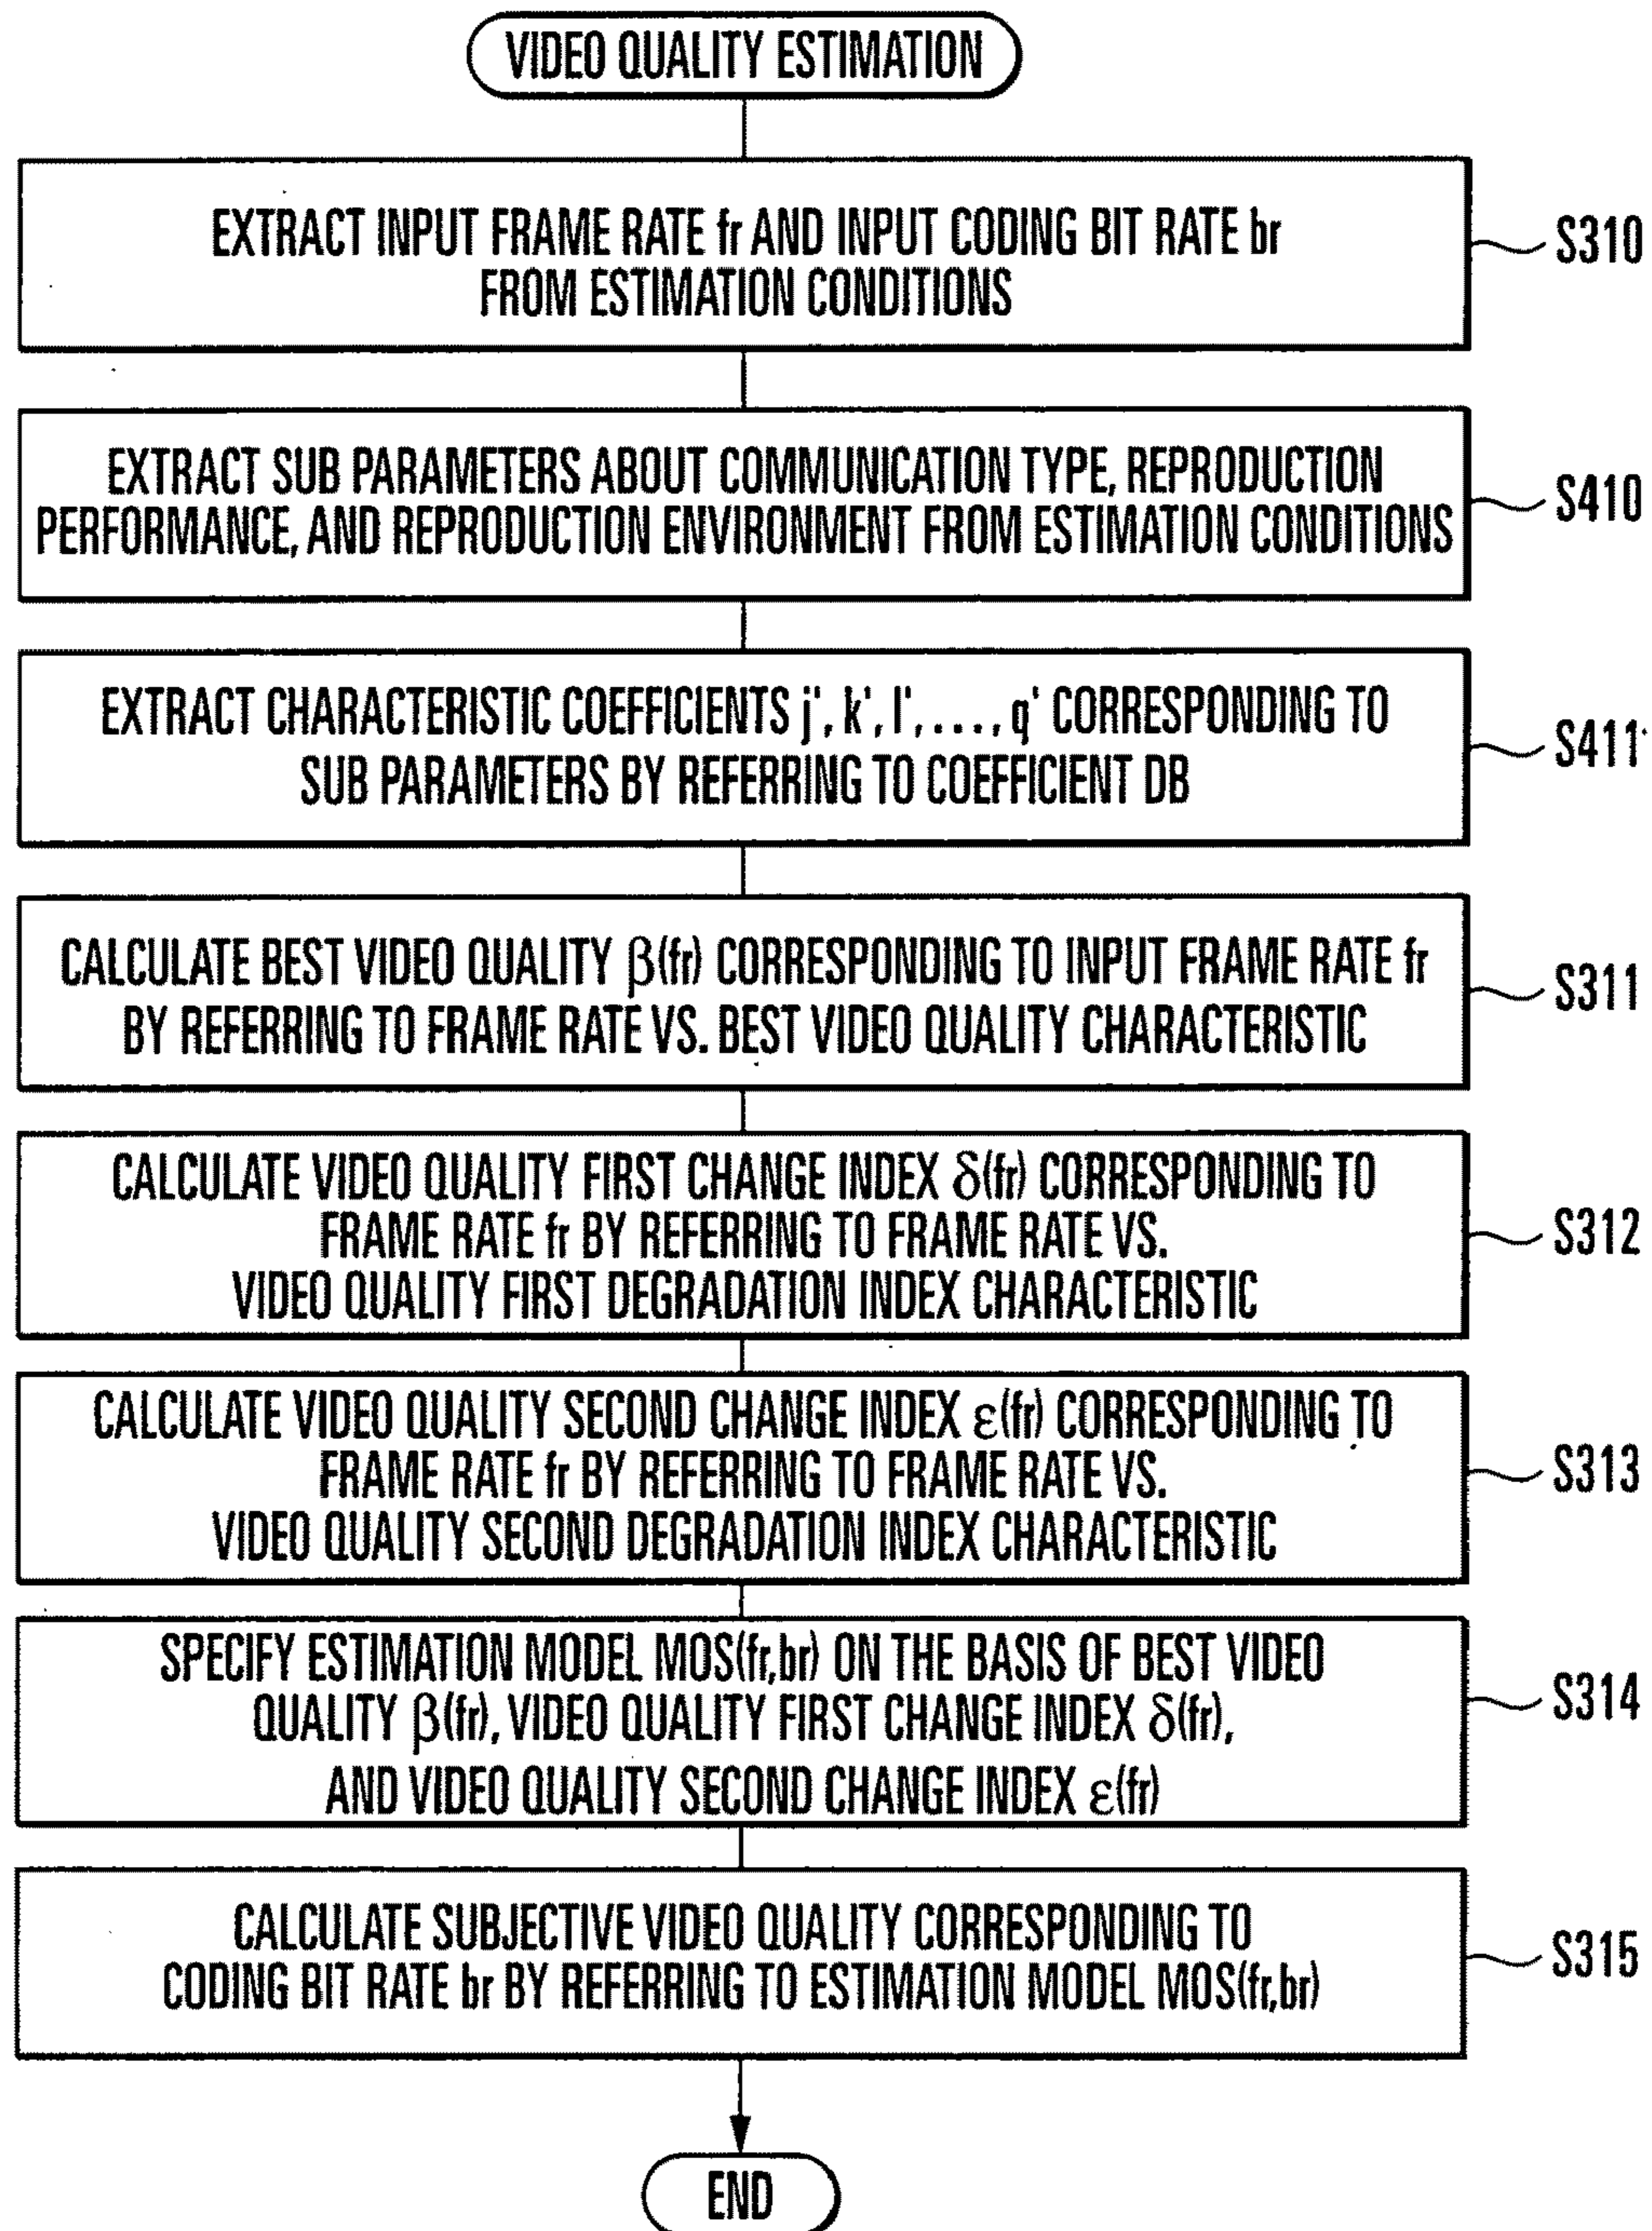 VIDEO QUALITY ESTIMATION
EXTRACT INPUT FRAME RATE fr AND INPUT CODING BIT RATE br
FROM ESTIMATION CONDITIONS
S310
EXTRACT SUB PARAMETERS ABOUT COMMUNICATION TYPE, REPRODUCTION
PERFORMANCE, AND REPRODUCTION ENVIRONMENT FROM ESTIMATION CONDITIONS
S410
EXTRACT CHARACTERISTIC COEFFICIENTS j', k', l', ..., q' CORRESPONDING TO
SUB PARAMETERS BY REFERRING TO COEFFICIENT DB
S411
CALCULATE BEST VIDEO QUALITY β(fr) CORRESPONDING TO INPUT FRAME RATE fr
BY REFERRING TO FRAME RATE VS. BEST VIDEO QUALITY CHARACTERISTIC
S311
CALCULATE VIDEO QUALITY FIRST CHANGE INDEX δ(fr) CORRESPONDING TO
FRAME RATE fr BY REFERRING TO FRAME RATE VS.
VIDEO QUALITY FIRST DEGRADATION INDEX CHARACTERISTIC
S312
CALCULATE VIDEO QUALITY SECOND CHANGE INDEX ε(fr) CORRESPONDING TO
FRAME RATE fr BY REFERRING TO FRAME RATE VS.
VIDEO QUALITY SECOND DEGRADATION INDEX CHARACTERISTIC
S313
SPECIFY ESTIMATION MODEL MOS(fr,br) ON THE BASIS OF BEST VIDEO
QUALITY β(fr), VIDEO QUALITY FIRST CHANGE INDEX δ(fr),
AND VIDEO QUALITY SECOND CHANGE INDEX ε(fr)
S314
CALCULATE SUBJECTIVE VIDEO QUALITY CORRESPONDING TO
CODING BIT RATE br BY REFERRING TO ESTIMATION MODEL MOS(fr,br)
S315
END